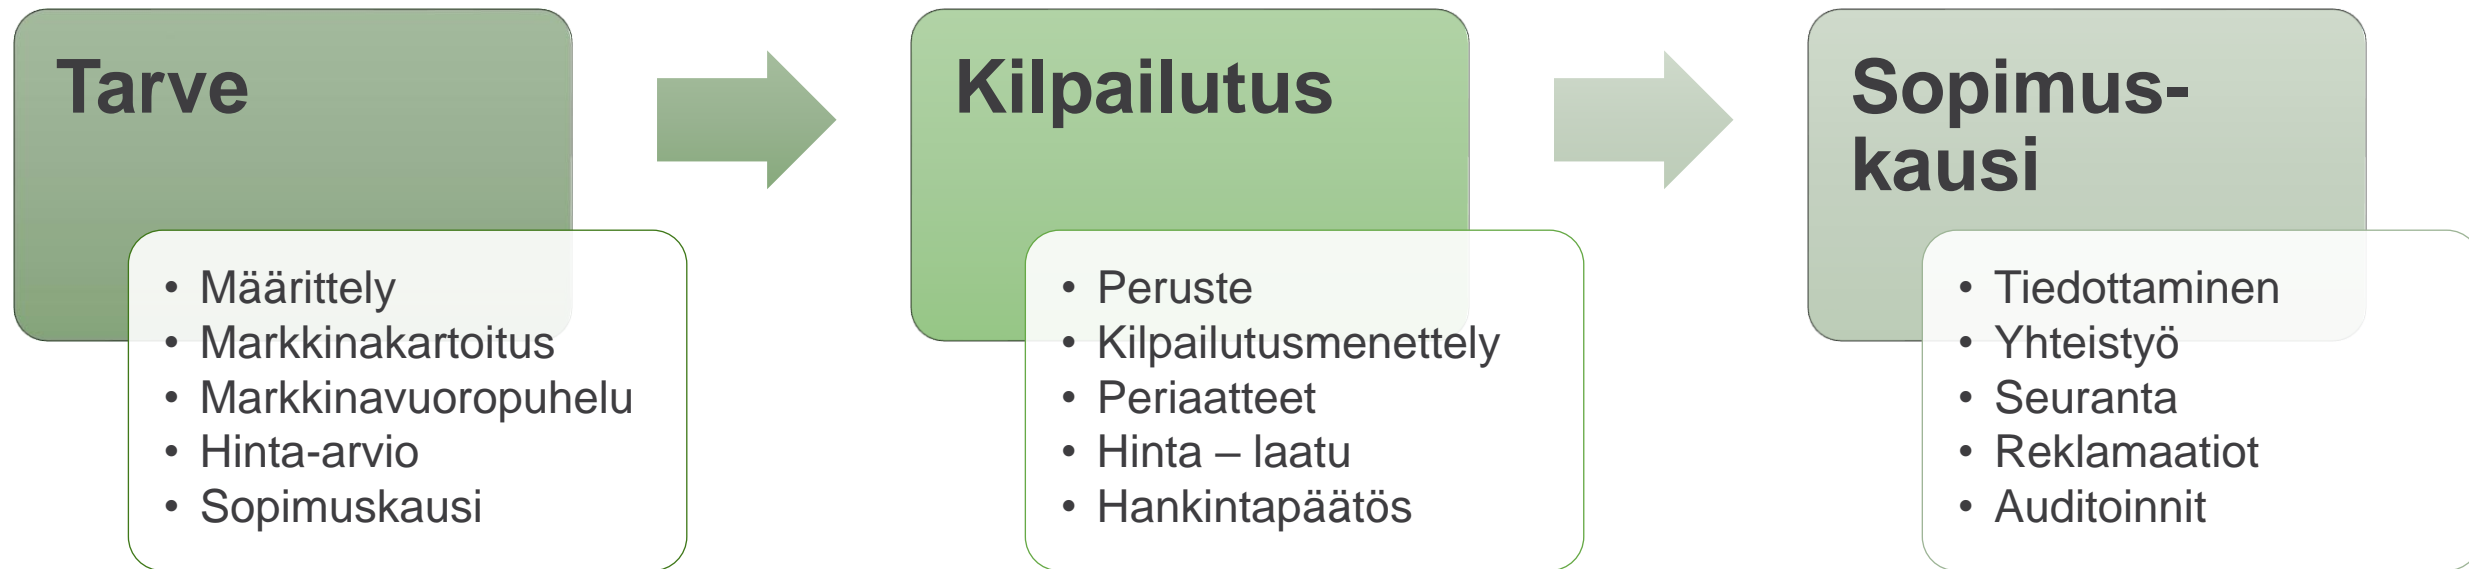 Tarve
• Määrittely
• Markkinakartoitus
• Markkinavuoropuhelu
• Hinta-arvio
• Sopimuskausi
Kilpailutus
• Peruste
• Kilpailutusmenettely
• Periaatteet
• Hinta – laatu
• Hankintapäätös
Sopimus-
kausi
• Tiedottaminen
• Yhteistyö
• Seuranta
• Reklamaatiot
• Auditoinnit